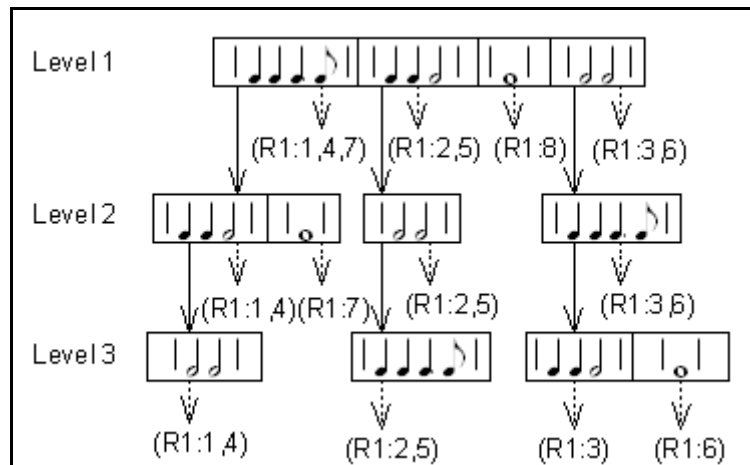 Level 1
(R1:1,4,7) (R1:2,5) (R1:8) (R1:3,6)
Level 2
(R1:1,4)(R1:7) (R1:2,5) (R1:3,6)
Level 3
(R1:1,4) (R1:2,5) (R1:3) (R1:6)